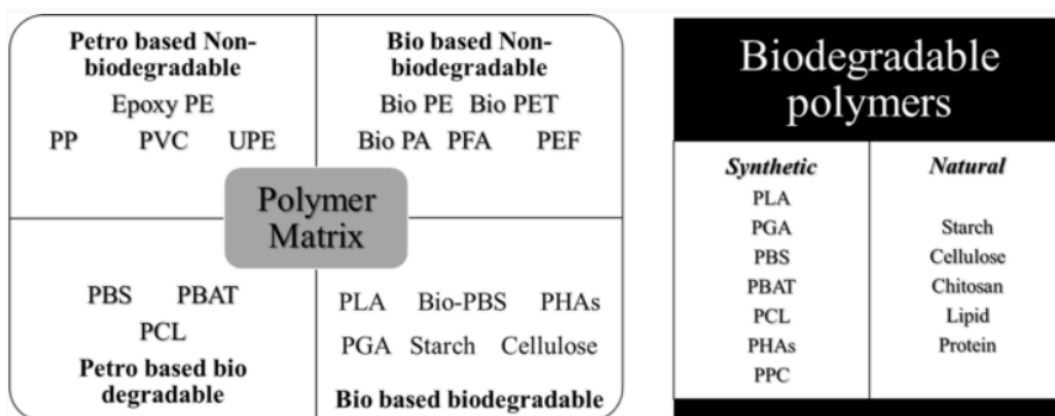 Petro based Non-
biodegradable
Epoxy PE
PP PVC UPE
Bio based Non-
biodegradable
Bio PE Bio PET
Bio PA PFA PEF
Polymer
Matrix
PBS PBAT
PCL
Petro based bio
degradable
PLA Bio-PBS PHAs
PGA Starch Cellulose
Bio based biodegradable
Biodegradable
polymers
Synthetic
PLA
PGA
PBS
PBAT
PCL
PHAs
PPC
Natural
Starch
Cellulose
Chitosan
Lipid
Protein